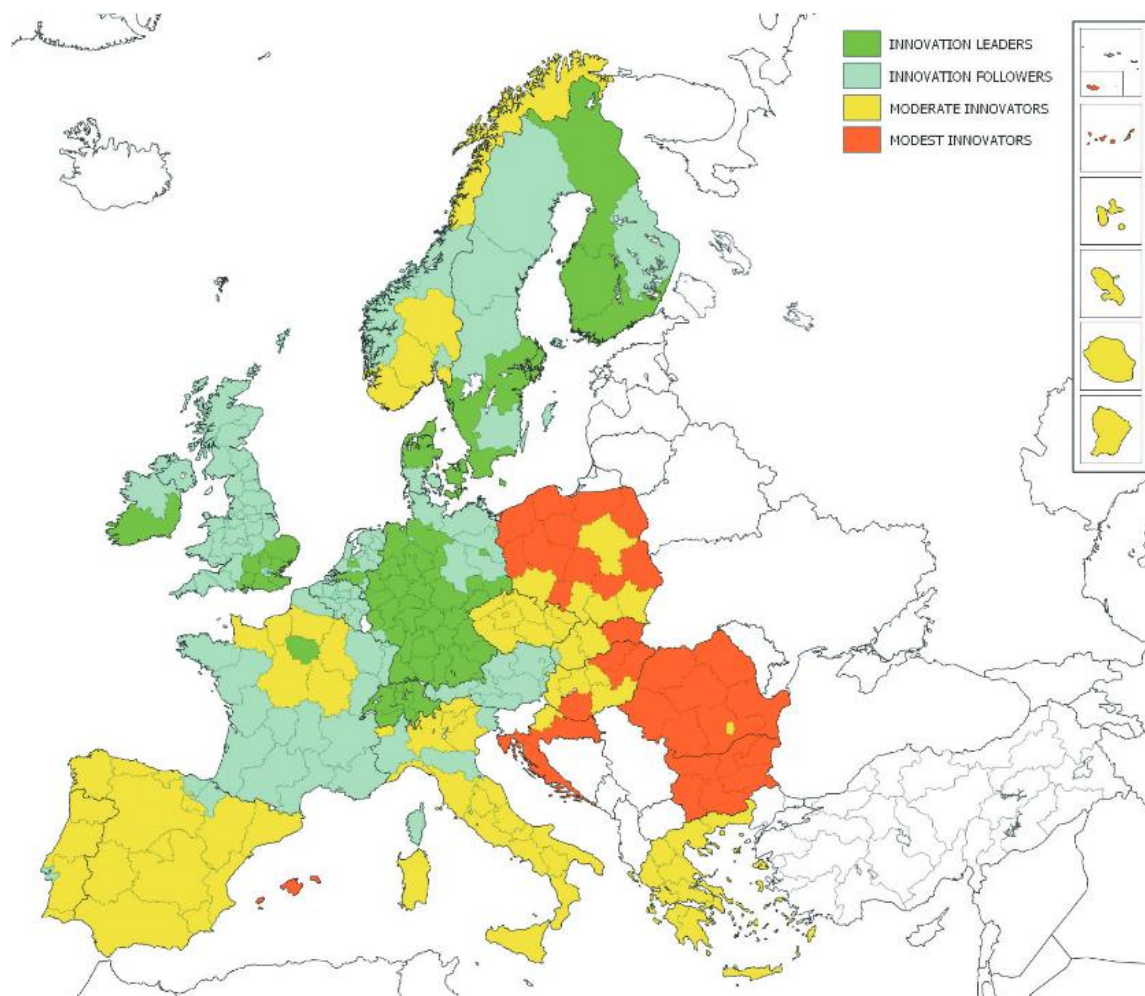 INNOVATION LEADERS
INNOVATION FOLLOWERS
MODERATE INNOVATORS
MODEST INNOVATORS